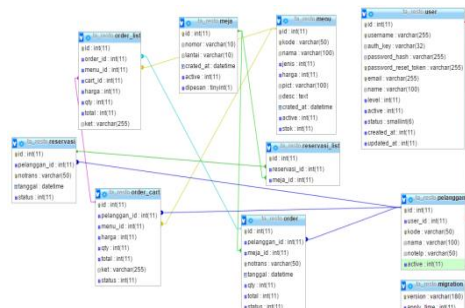 order_list
id : int(11)
order_id : int(11)
menu_id : int(11)
cart_id : int(11)
harga : int(11)
qty : int(11)
total : int(11)
ket : varchar(255)
meja
id : int(11)
nomor : varchar(10)
lantai : varchar(10)
crated_at : datetime
active : int(11)
dipesan : tinyint(1)
menu
id : int(11)
kode : varchar(50)
nama : varchar(100)
jenis : int(11)
harga : int(11)
pict : varchar(100)
desc : text
crated_at : datetime
active : int(11)
stok : int(11)
user
id : int(11)
username : varchar(255)
auth_key : varchar(32)
password_hash : varchar(255)
password_reset_token : varchar(255)
email : varchar(255)
name : varchar(100)
level : int(11)
active : int(11)
status : smallint(6)
created_at : int(11)
updated_at : int(11)
reservasi
id : int(11)
pelanggan_id : int(11)
notrans : varchar(50)
tanggal : datetime
status : int(11)
reservasi_list
id : int(11)
reservasi_id : int(11)
meja_id : int(11)
order_cart
id : int(11)
pelanggan_id : int(11)
menu_id : int(11)
harga : int(11)
qty : int(11)
total : int(11)
ket : varchar(255)
status : int(11)
order
id : int(11)
pelanggan_id : int(11)
meja_id : int(11)
notrans : varchar(50)
tanggal : datetime
qty : int(11)
total : int(11)
status : int(11)
pelanggan
id : int(11)
user_id : int(11)
kode : varchar(50)
nama : varchar(100)
notelp : varchar(50)
active : int(11)
migration
version : varchar(180)
apply_time : int(11)